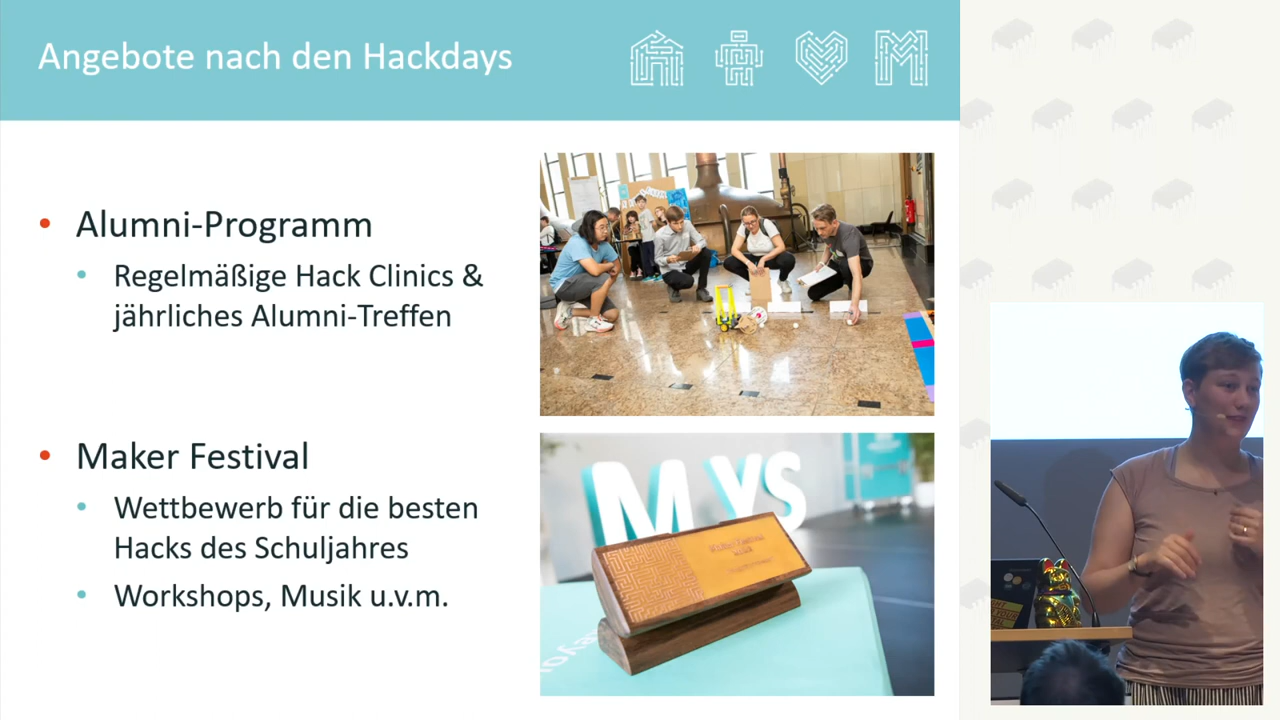 Angebote nach den Hackdays
Alumni-Programm
Regelmäßige Hack Clinics &
jährliches Alumni-Treffen
Maker Festival
Wettbewerb für die besten
Hacks des Schuljahres
Workshops, Musik u.v.m.
M YS